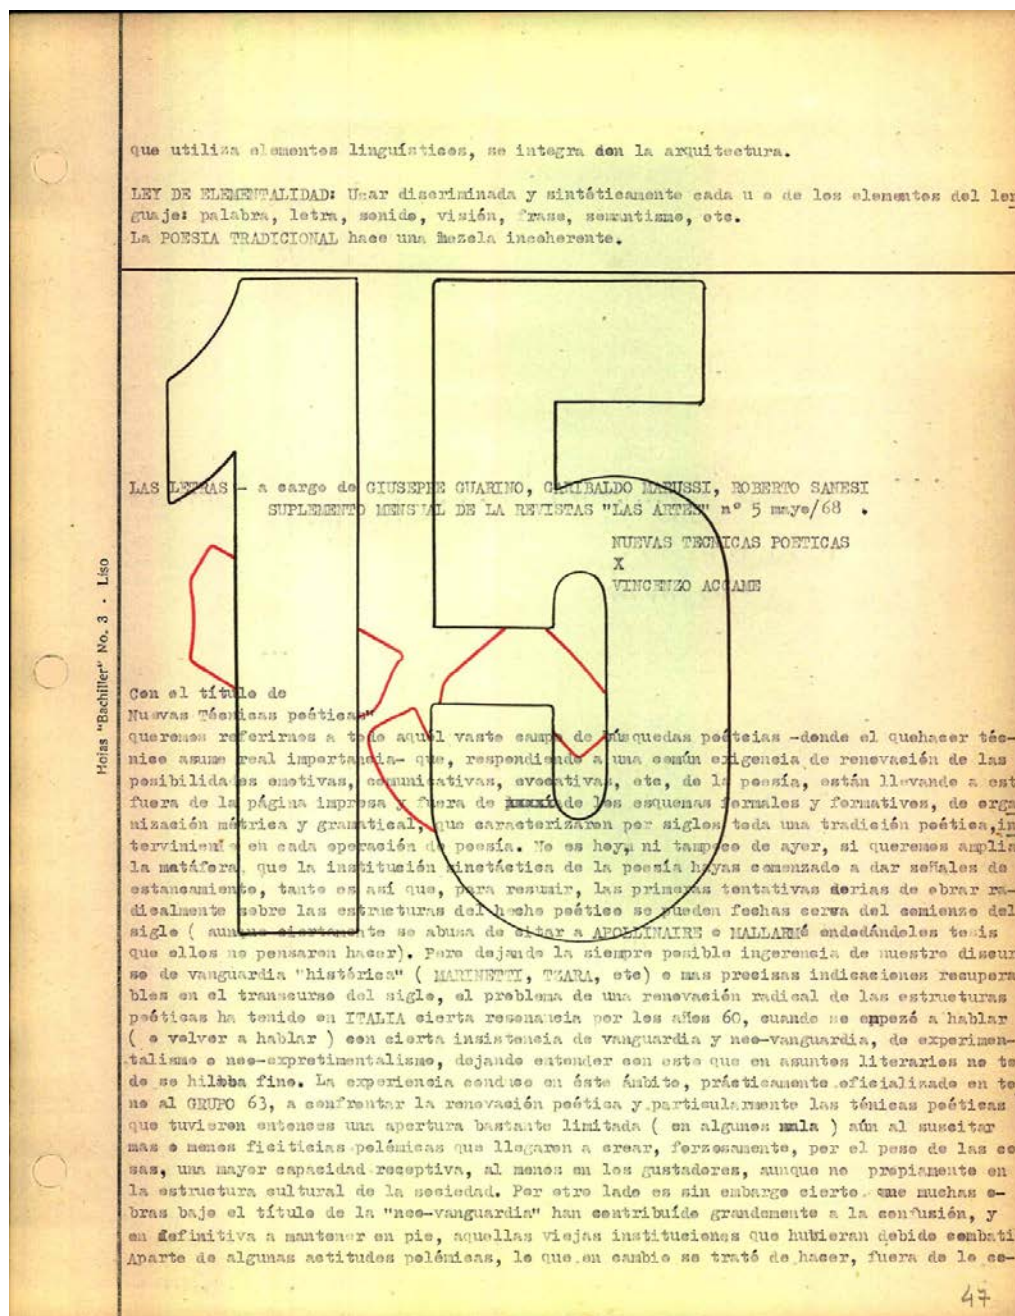 que utiliza elementos linguísticos, se integra don la arquitectura.
LEY DE ELEMENTALIDAD: Usar discriminada y sintéticamente cada u o de los elementos del len
guaje: palabra, letra, sonido, visión, frase, semantismo, etc.
La POESIA TRADICIONAL hace una mezcla incoherente.
15
LAS LETRAS - a cargo de GIUSEPPE GUARINO, GARIBALDO MARUSSI, ROBERTO SANESI
SUPLEMENTO MENSUAL DE LA REVISTAS "LAS ARTES" nº 5 mayo/68 .
NUEVAS TECNICAS POETICAS
X
VINCENZO ACCAME
Hojas "Bachiller" No. 3 - Liso
Con el título de
Nuevas Técnicas poéticas"
queremos referirnos a todo aquel vasto campo de búsquedas poétcias -donde el quehacer téc-
nico asume real importancia- que, respondiendo a una común exigencia de renovación de las
posibilidades emotivas, comunicativas, evocativas, etc, de la poesía, están llevando a est
fuera de la página impresa y fuera de de los esquemas formales y formativos, de orga
nización métrica y gramatical, que caracterizaron por siglos toda una tradición poética,in
terviniente en cada operación de poesía. No es hoy, ni tampoco de ayer, si queremos amplia
la matáfora, que la institución sinetáctica de la poesía hayas comenzado a dar señales de
estancamiento, tanto es así que, para resumir, las primeras tentativas derias de obrar ra-
dicalmente sobre las estructuras del hecho poético se pueden fechas cerva del comienzo del
siglo ( aunque ciertamente se abusa de citar a APOLLINAIRE o MALLARMé endedándoles tesis
que ellos no pensaron hacer). Pero dejando la siempre posible ingerencia de nuestro discur
so de vanguardia "histórica" ( MARINETTI, TZARA, etc) o mas precisas indicaciones recupera
bles en el transcurso del siglo, el problema de una renovación radical de las estructuras
poéticas ha tenido en ITALIA cierta resonancia por los años 60, cuando se empezó a hablar
( o volver a hablar ) con cierta insistencia de vanguardia y neo-vanguardia, de experimen-
talismo o neo-expretimentalismo, dejando entender con esto que en asuntos literarios no to
do se hilaba fino. La experiencia conduce en éste ámbito, prácticamente oficializado en to
no al GRUPO 63, a confrontar la renovación poética y particularmente las ténicas poéticas
que tuvieron entonces una apertura bastante limitada ( en algunos mala ) aún al suscitar
mas o menos ficiticias polémicas que llegaron a crear, forzosamente, por el peso de las co
sas, una mayor capacidad receptiva, al menos en los gustadores, aunque no propiamente en
la estructura cultural de la sociedad. Por otro lado es sin embargo cierto que muchas o-
bras bajo el título de la "neo-vanguardia" han contribuído grandemente a la confusión, y
en definitiva a mantener en pie, aquellas viejas instituciones que hubieran debido combati
Aparte de algunas actitudes polémicas, lo que en cambio se trató de hacer, fuera de lo co-
47